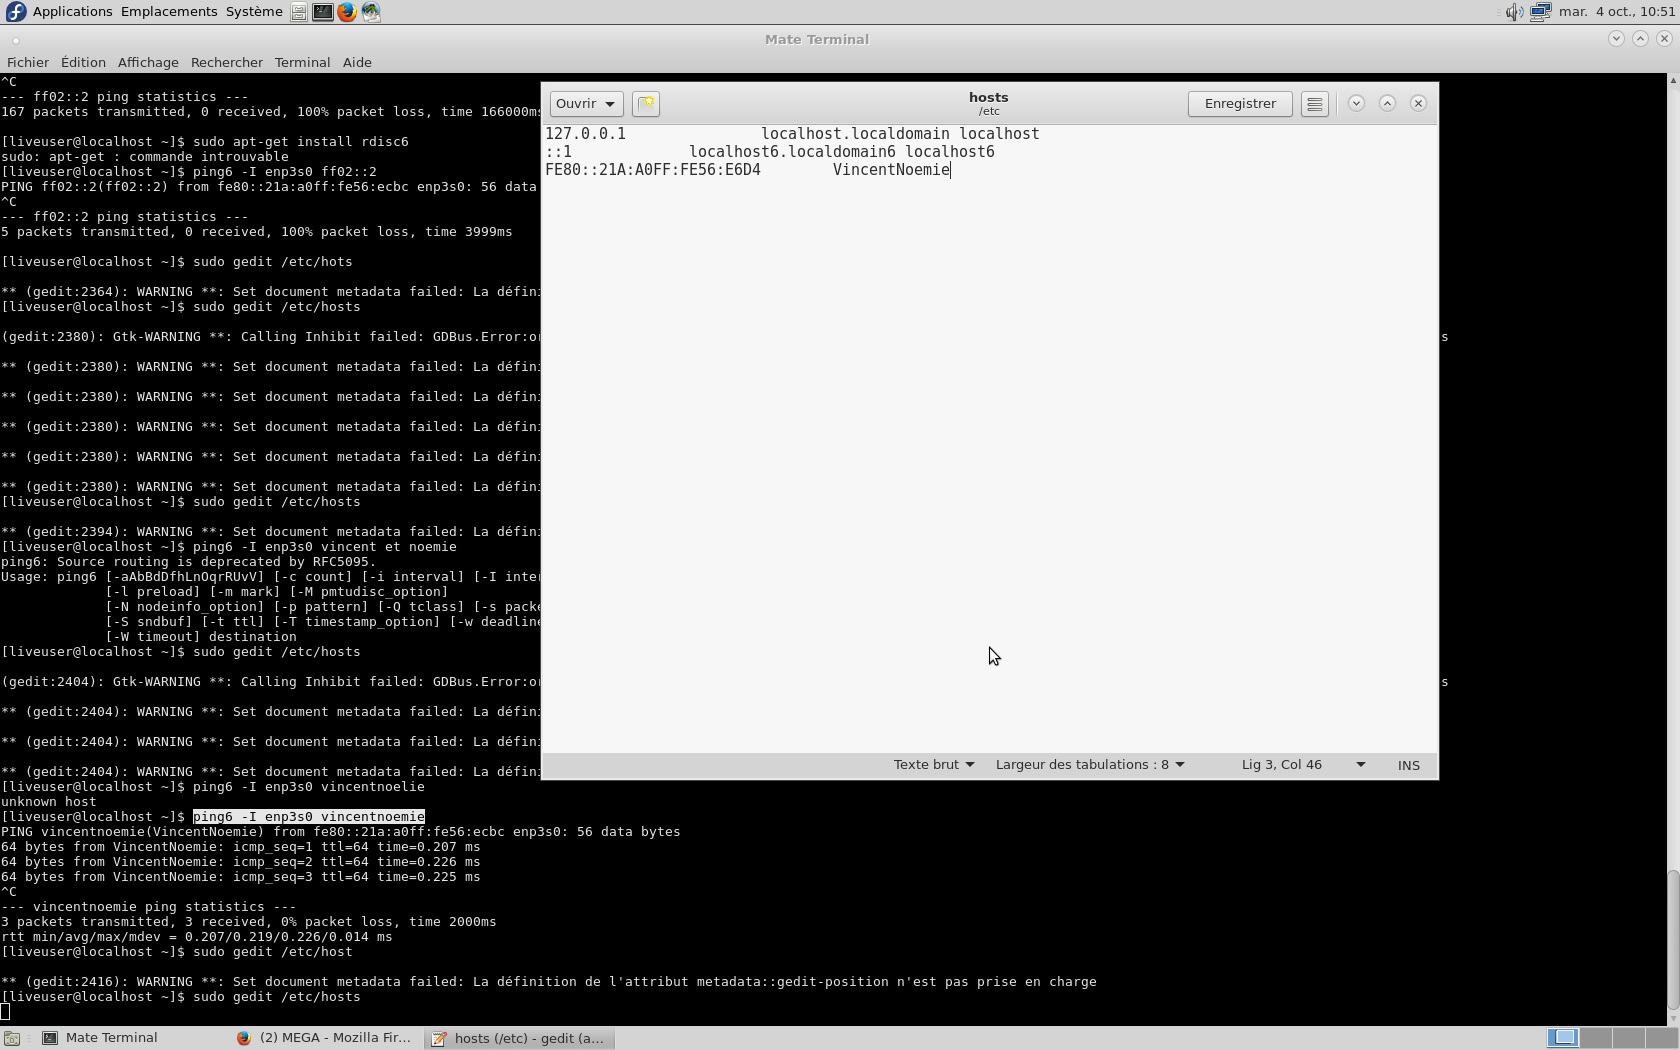 Applications Emplacements Système mar. 4 oct., 10:51
Mate Terminal
Fichier Édition Affichage Rechercher Terminal Aide
^C
--- ff02::2 ping statistics ---
167 packets transmitted, 0 received, 100% packet loss, time 166000ms
[liveuser@localhost ~]$ sudo apt-get install rdisc6
sudo: apt-get : commande introuvable
[liveuser@localhost ~]$ ping6 -I enp3s0 ff02::2
PING ff02::2(ff02::2) from fe80::21a:a0ff:fe56:ecbc enp3s0: 56 data
^C
--- ff02::2 ping statistics ---
5 packets transmitted, 0 received, 100% packet loss, time 3999ms
[liveuser@localhost ~]$ sudo gedit /etc/hots
** (gedit:2364): WARNING **: Set document metadata failed: La défini
[liveuser@localhost ~]$ sudo gedit /etc/hosts
(gedit:2380): Gtk-WARNING **: Calling Inhibit failed: GDBus.Error:or s
** (gedit:2380): WARNING **: Set document metadata failed: La défini
** (gedit:2380): WARNING **: Set document metadata failed: La défini
** (gedit:2380): WARNING **: Set document metadata failed: La défini
** (gedit:2380): WARNING **: Set document metadata failed: La défini
** (gedit:2380): WARNING **: Set document metadata failed: La défini
[liveuser@localhost ~]$ sudo gedit /etc/hosts
** (gedit:2394): WARNING **: Set document metadata failed: La défini
[liveuser@localhost ~]$ ping6 -I enp3s0 vincent et noemie
ping6: Source routing is deprecated by RFC5095.
Usage: ping6 [-aAbBdDfhLnOqrRUvV] [-c count] [-i interval] [-I inter
[-l preload] [-m mark] [-M pmtudisc_option]
[-N nodeinfo_option] [-p pattern] [-Q tclass] [-s packe
[-S sndbuf] [-t ttl] [-T timestamp_option] [-w deadline
[-W timeout] destination
[liveuser@localhost ~]$ sudo gedit /etc/hosts
(gedit:2404): Gtk-WARNING **: Calling Inhibit failed: GDBus.Error:or s
** (gedit:2404): WARNING **: Set document metadata failed: La défini
** (gedit:2404): WARNING **: Set document metadata failed: La défini
** (gedit:2404): WARNING **: Set document metadata failed: La défini
[liveuser@localhost ~]$ ping6 -I enp3s0 vincentnoelie
unknown host
[liveuser@localhost ~]$ ping6 -I enp3s0 vincentnoemie
PING vincentnoemie(VincentNoemie) from fe80::21a:a0ff:fe56:ecbc enp3s0: 56 data bytes
64 bytes from VincentNoemie: icmp_seq=1 ttl=64 time=0.207 ms
64 bytes from VincentNoemie: icmp_seq=2 ttl=64 time=0.226 ms
64 bytes from VincentNoemie: icmp_seq=3 ttl=64 time=0.225 ms
^C
--- vincentnoemie ping statistics ---
3 packets transmitted, 3 received, 0% packet loss, time 2000ms
rtt min/avg/max/mdev = 0.207/0.219/0.226/0.014 ms
[liveuser@localhost ~]$ sudo gedit /etc/host
** (gedit:2416): WARNING **: Set document metadata failed: La définition de l'attribut metadata::gedit-position n'est pas prise en charge
[liveuser@localhost ~]$ sudo gedit /etc/hosts
Ouvrir hosts Enregistrer
/etc
127.0.0.1 localhost.localdomain localhost
::1 localhost6.localdomain6 localhost6
FE80::21A:A0FF:FE56:E6D4 VincentNoemie
Texte brut Largeur des tabulations : 8 Lig 3, Col 46 INS
Mate Terminal (2) MEGA - Mozilla Fir... hosts (/etc) - gedit (a...